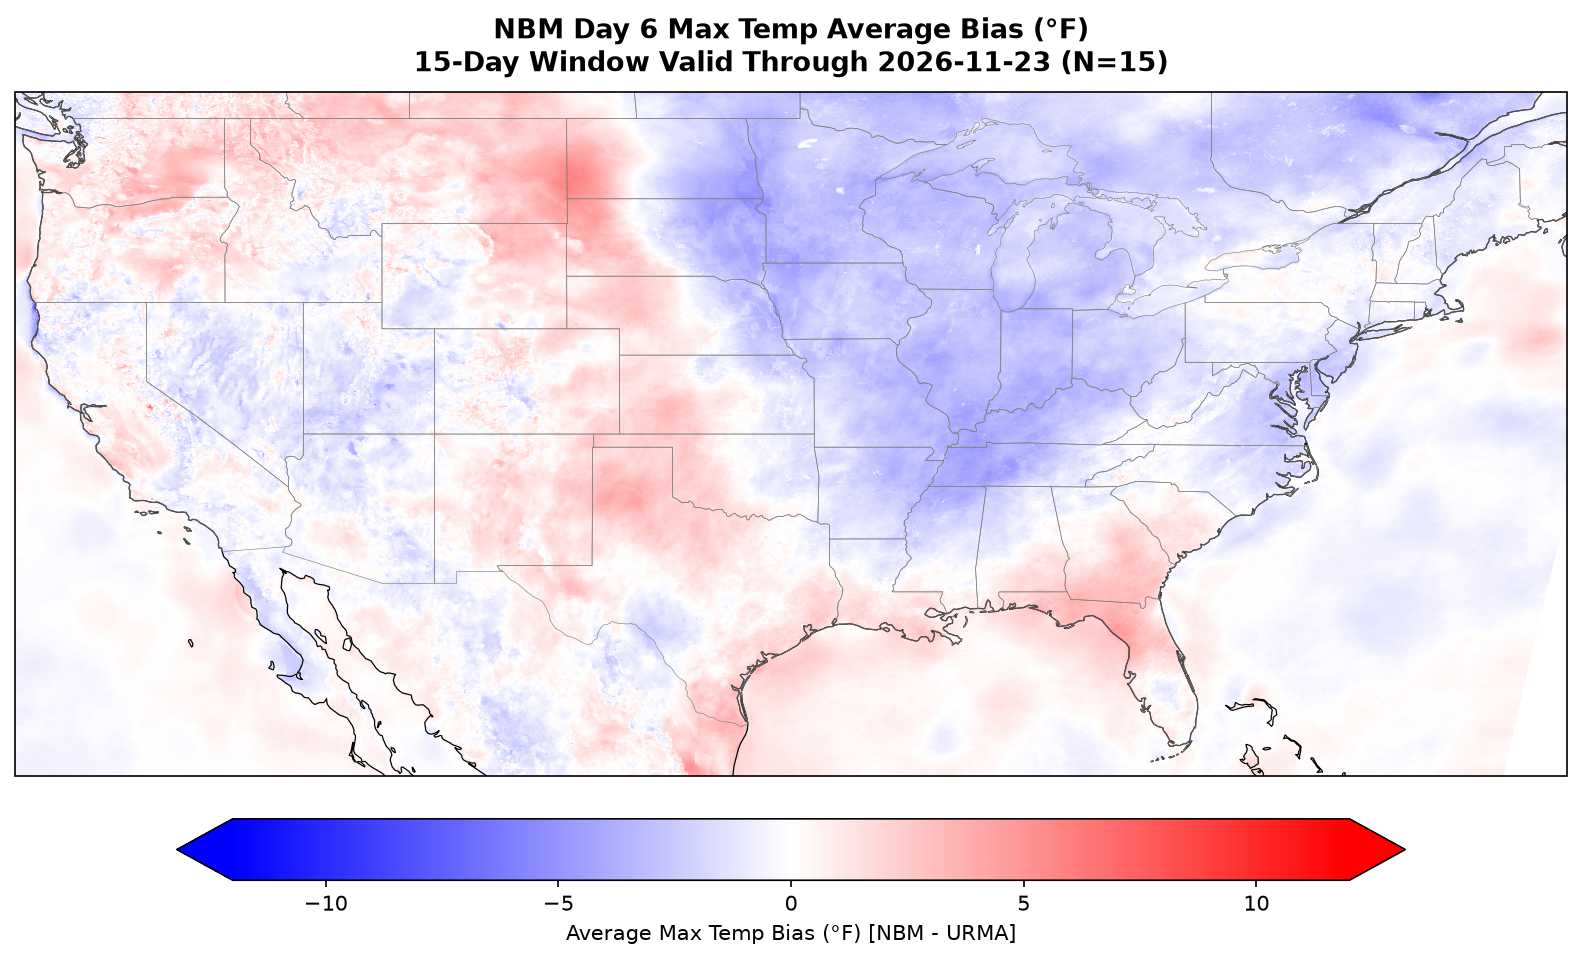 NBM Day 6 Max Temp Average Bias (°F)
15-Day Window Valid Through 2026-11-23 (N=15)
−10 −5 0 5 10
Average Max Temp Bias (°F) [NBM - URMA]